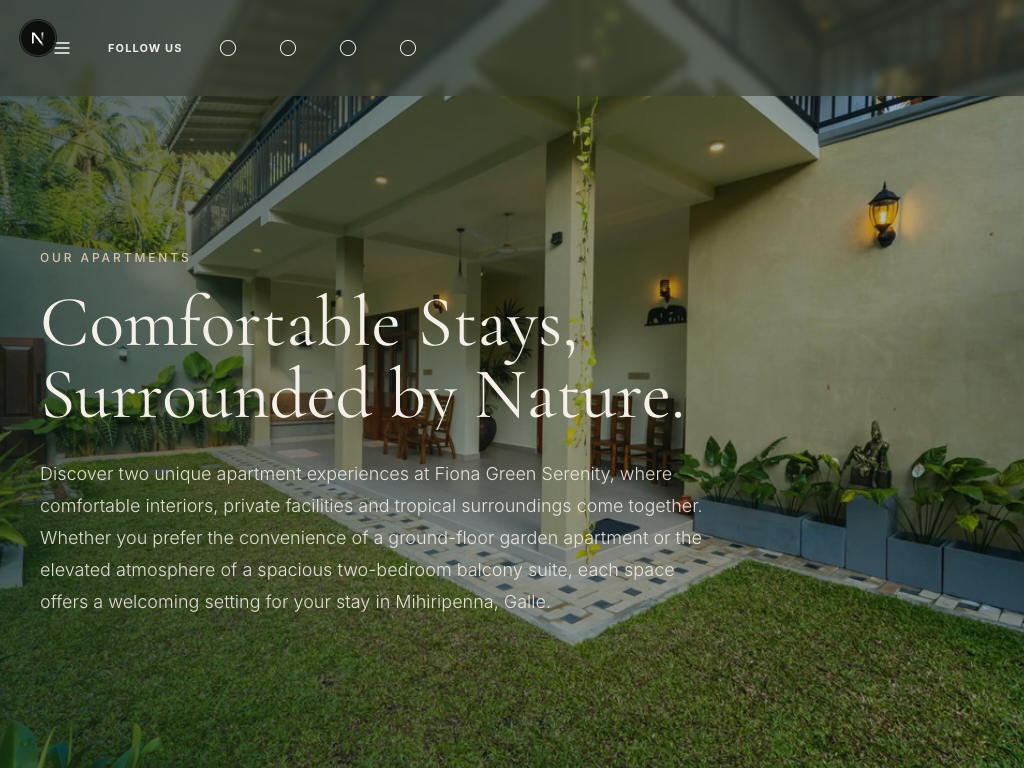 N
FOLLOW US
OUR APARTMENTS
Comfortable Stays,
Surrounded by Nature.
Discover two unique apartment experiences at Fiona Green Serenity, where
comfortable interiors, private facilities and tropical surroundings come together.
Whether you prefer the convenience of a ground-floor garden apartment or the
elevated atmosphere of a spacious two-bedroom balcony suite, each space
offers a welcoming setting for your stay in Mihiripenna, Galle.